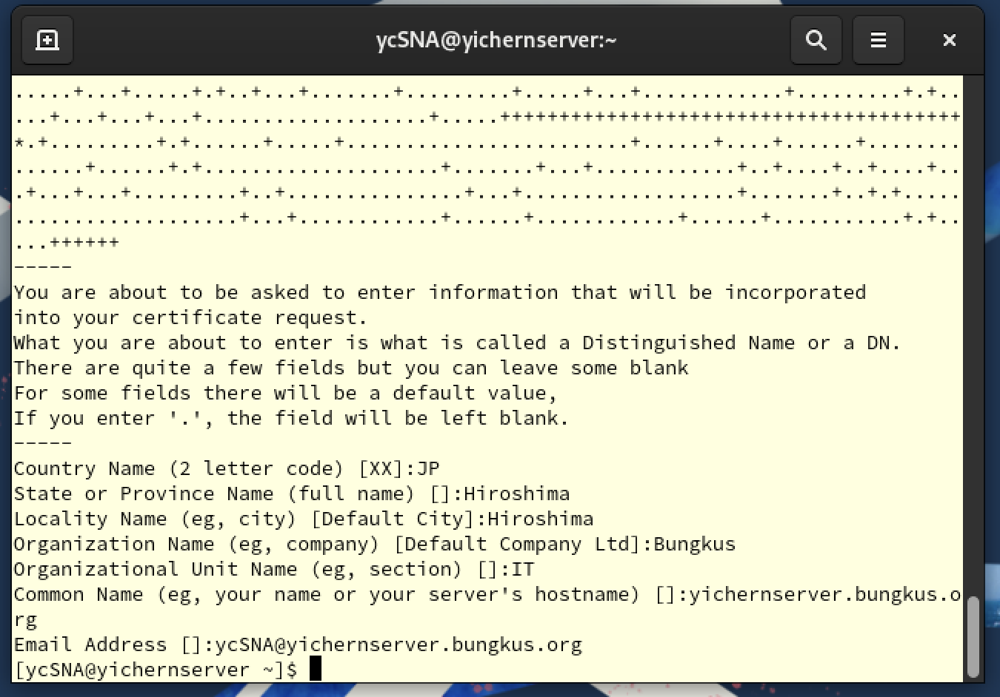 ycSNA@yichernserver:~
.....+...+.....+.+..+...+.......+.........+.....+...+............+.........+.+..
...+...+...+...+...................+.....+++++++++++++++++++++++++++++++++++++++
*.+.........+.+......+.....+........................+......+....+......+........
......+......+.+....................+.......+...+............+..+....+..+....+..
.+...+...+.........+..+...............+...+..................+.......+..+.+.....
...................+...+............+......+............+......+...........+.+..
...++++++
-----
You are about to be asked to enter information that will be incorporated
into your certificate request.
What you are about to enter is what is called a Distinguished Name or a DN.
There are quite a few fields but you can leave some blank
For some fields there will be a default value,
If you enter '.', the field will be left blank.
-----
Country Name (2 letter code) [XX]:JP
State or Province Name (full name) []:Hiroshima
Locality Name (eg, city) [Default City]:Hiroshima
Organization Name (eg, company) [Default Company Ltd]:Bungkus
Organizational Unit Name (eg, section) []:IT
Common Name (eg, your name or your server's hostname) []:yichernserver.bungkus.o
rg
Email Address []:ycSNA@yichernserver.bungkus.org
[ycSNA@yichernserver ~]$